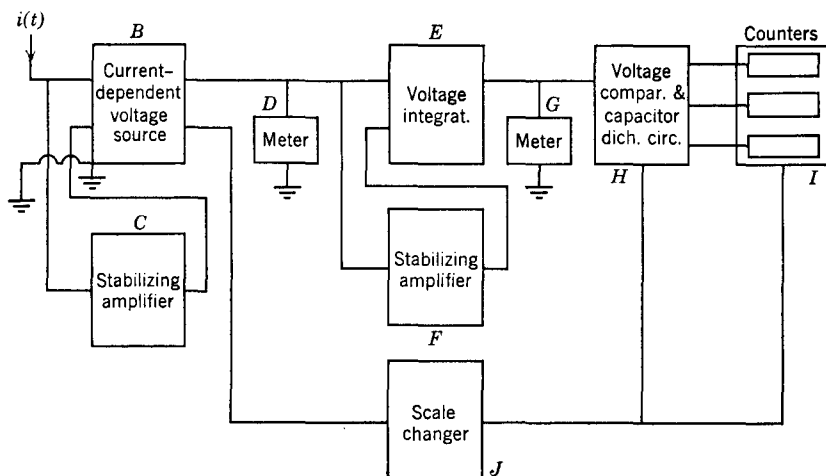 i(t)
B
E
Counters
Current-
dependent
voltage
source
D
Meter
Voltage
integrat.
G
Meter
Voltage
compar. &
capacitor
dich. circ.
H
I
C
Stabilizing
amplifier
Stabilizing
amplifier
F
Scale
changer
J